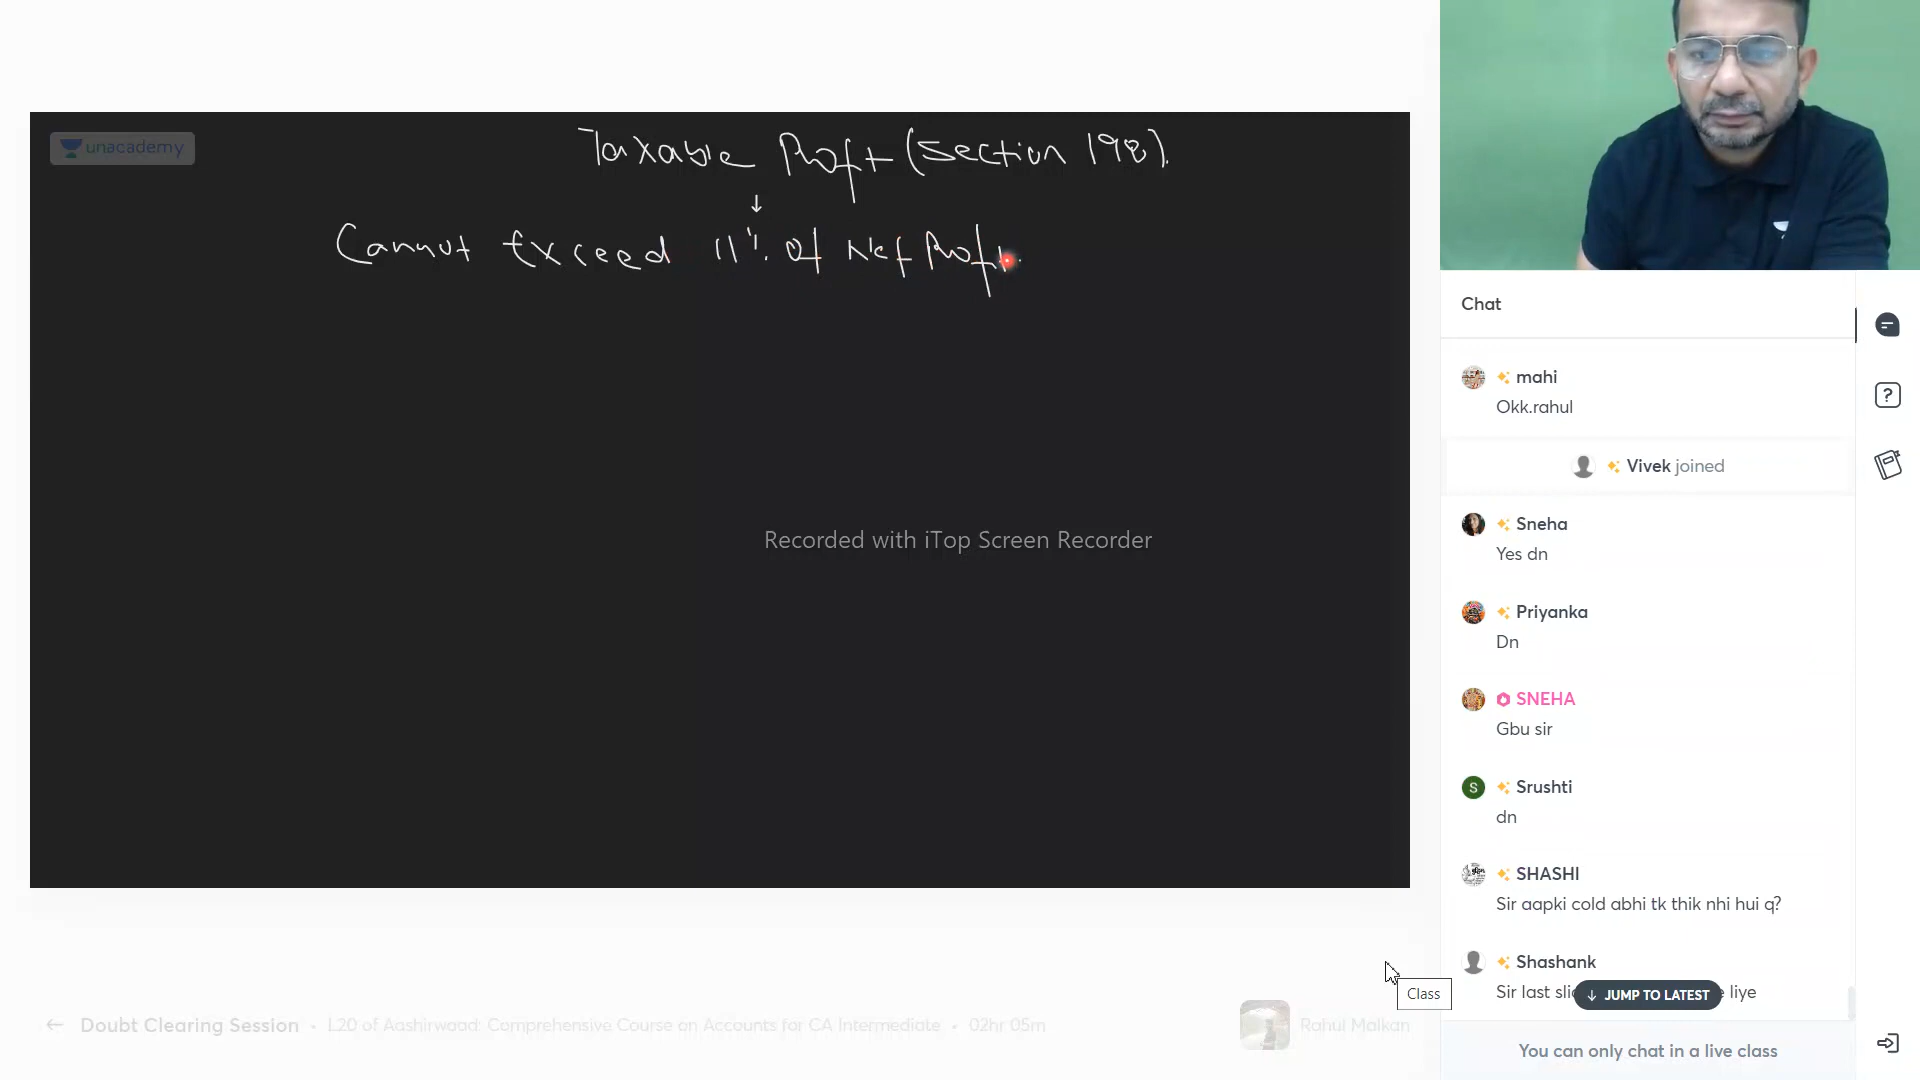 unacademy
Taxable Profit (Section 198).
↓
Cannot Exceed 11% of Net Profit.
Recorded with iTop Screen Recorder
Chat
mahi
Okk.rahul
Vivek joined
Sneha
Yes dn
Priyanka
Dn
SNEHA
Gbu sir
S
Srushti
dn
SHASHI
Sir aapki cold abhi tk thik nhi hui q?
Shashank
Sir last liye
↓ JUMP TO LATEST
You can only chat in a live class
Class
← Doubt Clearing Session • L20 of Aashirwaad: Comprehensive Course on Accounts for CA Intermediate • 02hr 05m
Rahul Malkan